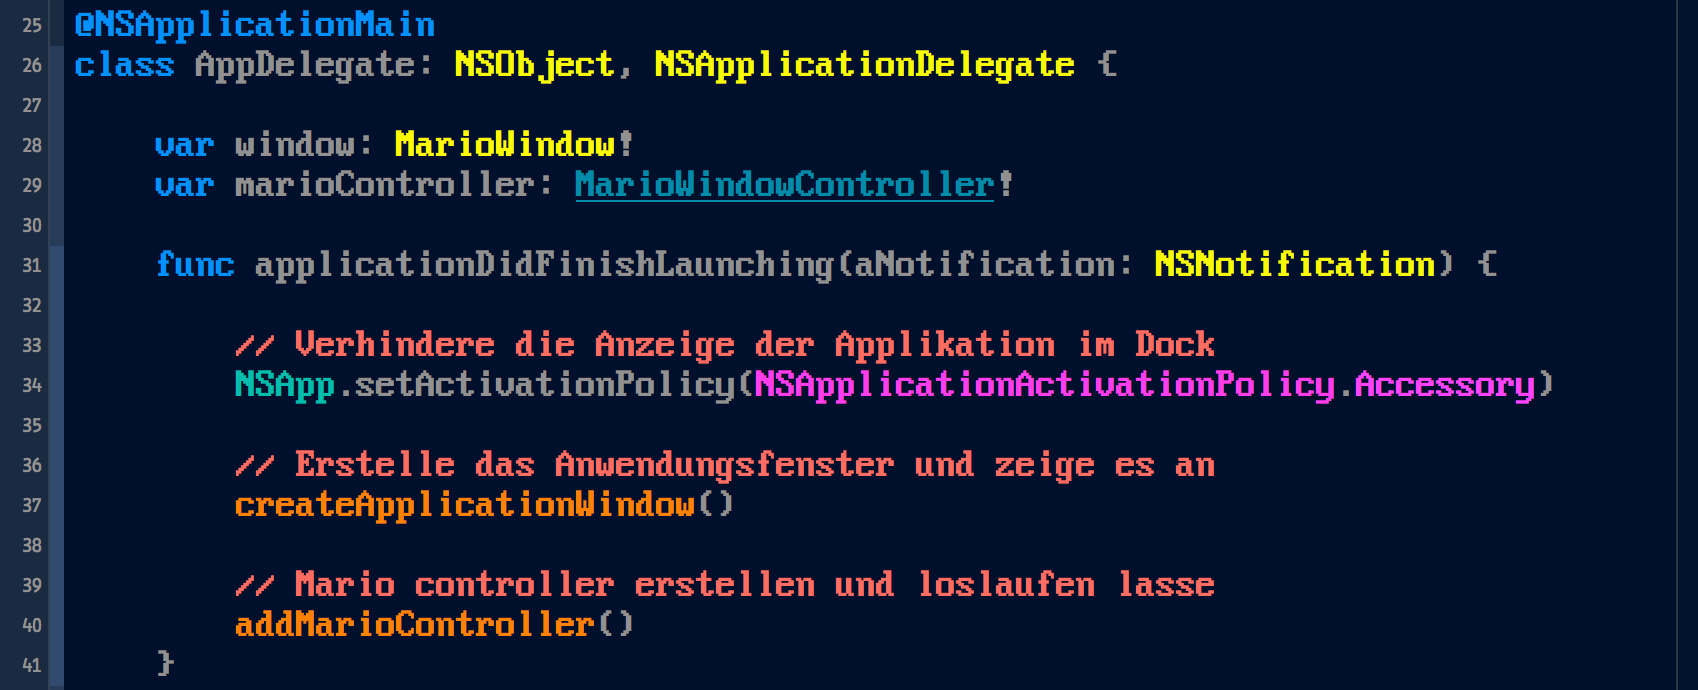 25 @NSApplicationMain
26 class AppDelegate: NSObject, NSApplicationDelegate {
27
28     var window: MarioWindow!
29     var marioController: MarioWindowController!
30
31     func applicationDidFinishLaunching(aNotification: NSNotification) {
32
33         // Verhindere die Anzeige der Applikation im Dock
34         NSApp.setActivationPolicy(NSApplicationActivationPolicy.Accessory)
35
36         // Erstelle das Anwendungsfenster und zeige es an
37         createApplicationWindow()
38
39         // Mario controller erstellen und loslaufen lasse
40         addMarioController()
41     }